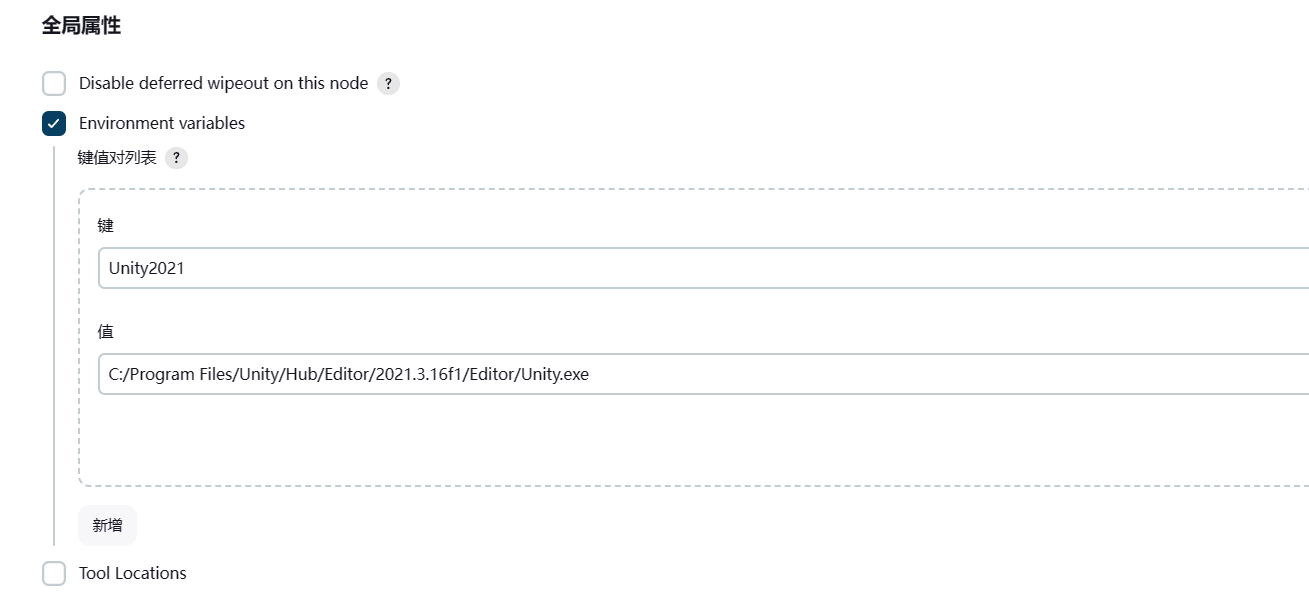 全局属性
Disable deferred wipeout on this node ?
Environment variables
键值对列表 ?
键
Unity2021
值
C:/Program Files/Unity/Hub/Editor/2021.3.16f1/Editor/Unity.exe
新增
Tool Locations